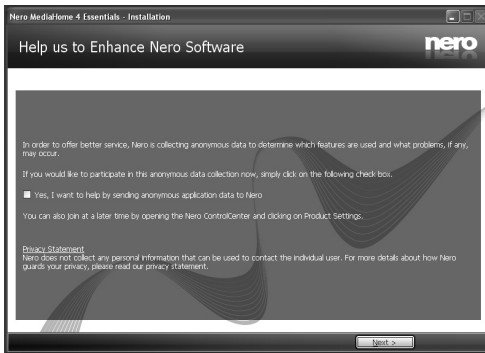 Nero MediaHome 4 Essentials - Installation
Help us to Enhance Nero Software
nero
In order to offer better service, Nero is collecting anonymous data to determine which features are used and what problems, if any,
may occur.
If you would like to participate in this anonymous data collection now, simply click on the following check box.
Yes, I want to help by sending anonymous application data to Nero
You can also join at a later time by opening the Nero ControlCenter and clicking on Product Settings.
Privacy Statement
Nero does not collect any personal information that can be used to contact the individual user. For more details about how Nero
guards your privacy, please read our privacy statement.
Next >